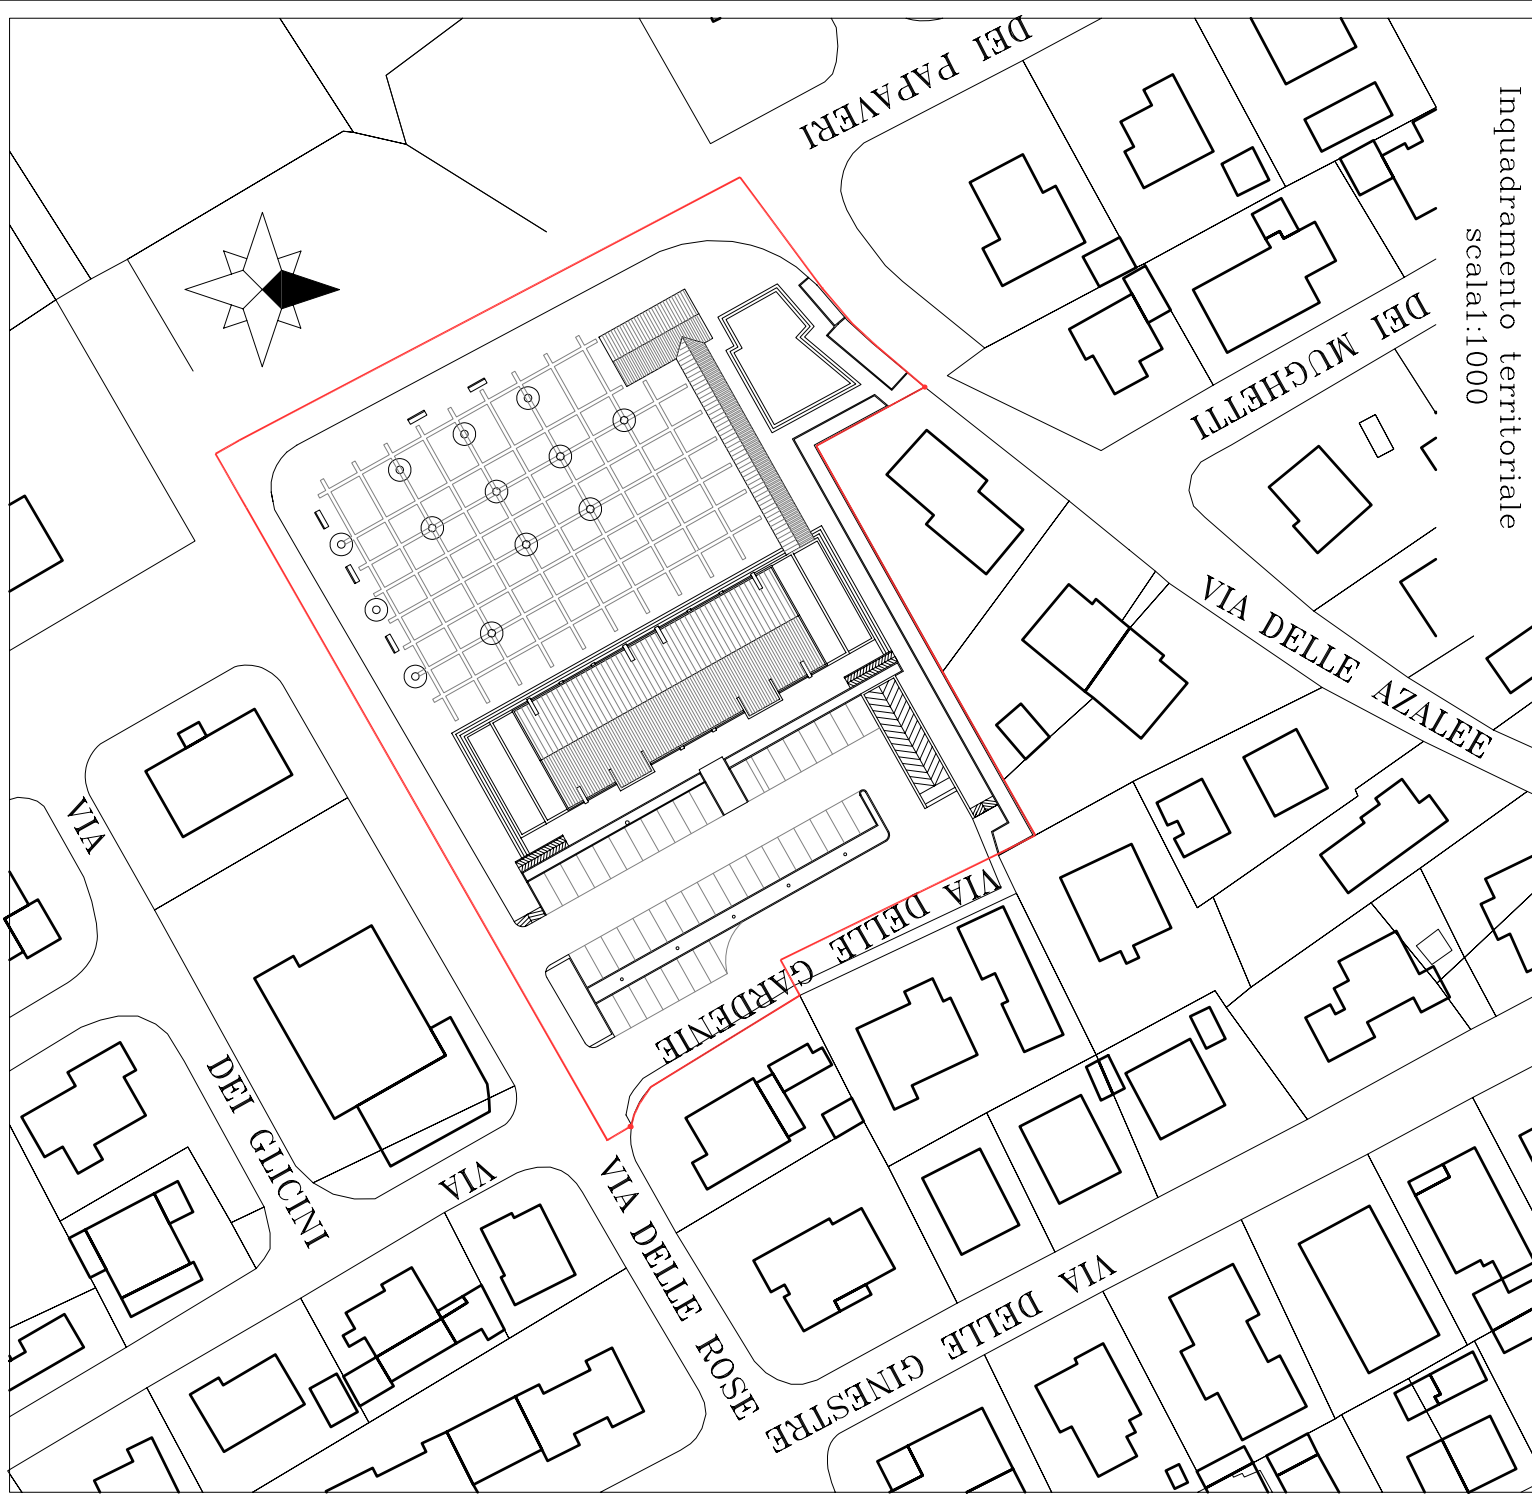 Inquadramento territoriale
scala1:1000
DEI PAPAVERI
DEI MUGHETTI
VIA DELLE AZALEE
VIA DELLE GARDENIE
VIA
DEI GLICINI
VIA
VIA DELLE ROSE
VIA DELLE GINESTRE